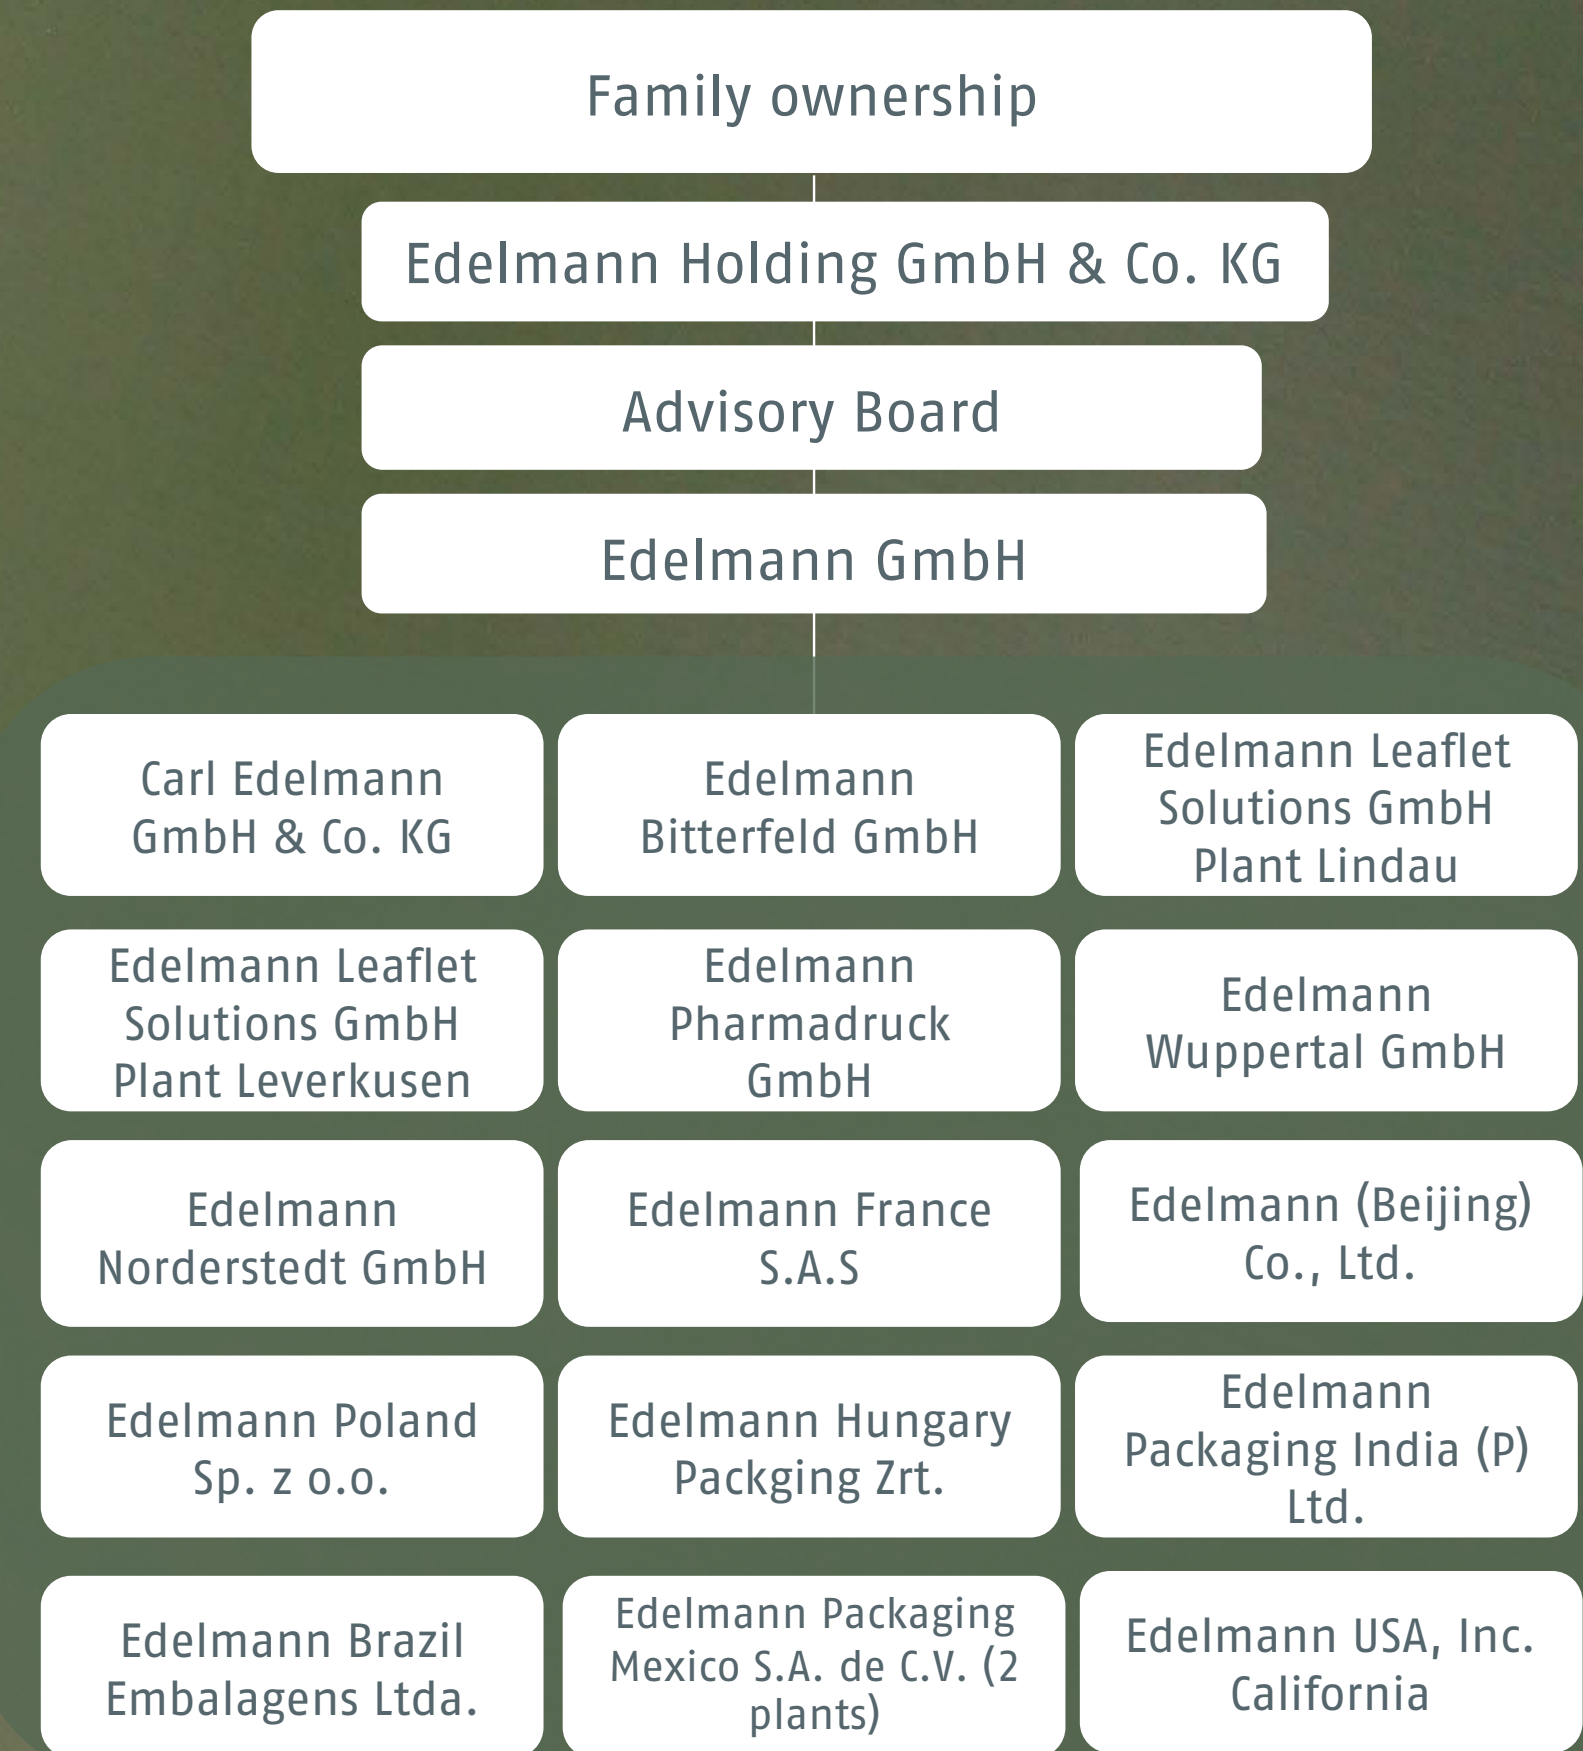 Family ownership
Edelmann Holding GmbH & Co. KG
Advisory Board
Edelmann GmbH
Carl Edelmann
GmbH & Co. KG
Edelmann
Bitterfeld GmbH
Edelmann Leaflet
Solutions GmbH
Plant Lindau
Edelmann Leaflet
Solutions GmbH
Plant Leverkusen
Edelmann
Pharmadruck
GmbH
Edelmann
Wuppertal GmbH
Edelmann
Norderstedt GmbH
Edelmann France
S.A.S
Edelmann (Beijing)
Co., Ltd.
Edelmann Poland
Sp. z o.o.
Edelmann Hungary
Packging Zrt.
Edelmann
Packaging India (P)
Ltd.
Edelmann Brazil
Embalagens Ltda.
Edelmann Packaging
Mexico S.A. de C.V. (2
plants)
Edelmann USA, Inc.
California